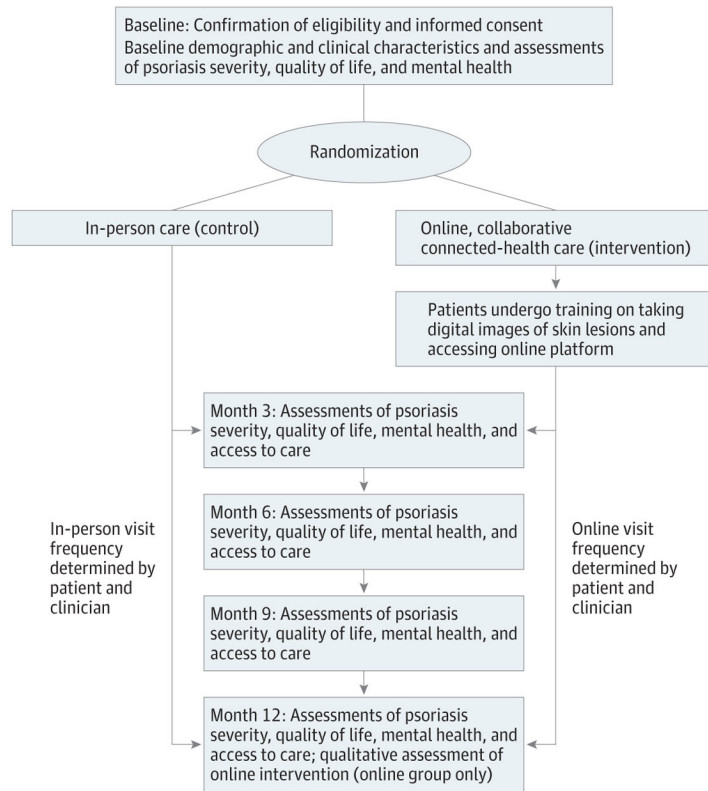 Baseline: Confirmation of eligibility and informed consent
Baseline demographic and clinical characteristics and assessments
of psoriasis severity, quality of life, and mental health
Randomization
In-person care (control)
Online, collaborative
connected-health care (intervention)
Patients undergo training on taking
digital images of skin lesions and
accessing online platform
Month 3: Assessments of psoriasis
severity, quality of life, mental health, and
access to care
Month 6: Assessments of psoriasis
severity, quality of life, mental health, and
access to care
In-person visit
frequency
determined by
patient and
clinician
Online visit
frequency
determined by
patient and
clinician
Month 9: Assessments of psoriasis
severity, quality of life, mental health, and
access to care
Month 12: Assessments of psoriasis
severity, quality of life, mental health, and
access to care; qualitative assessment of
online intervention (online group only)